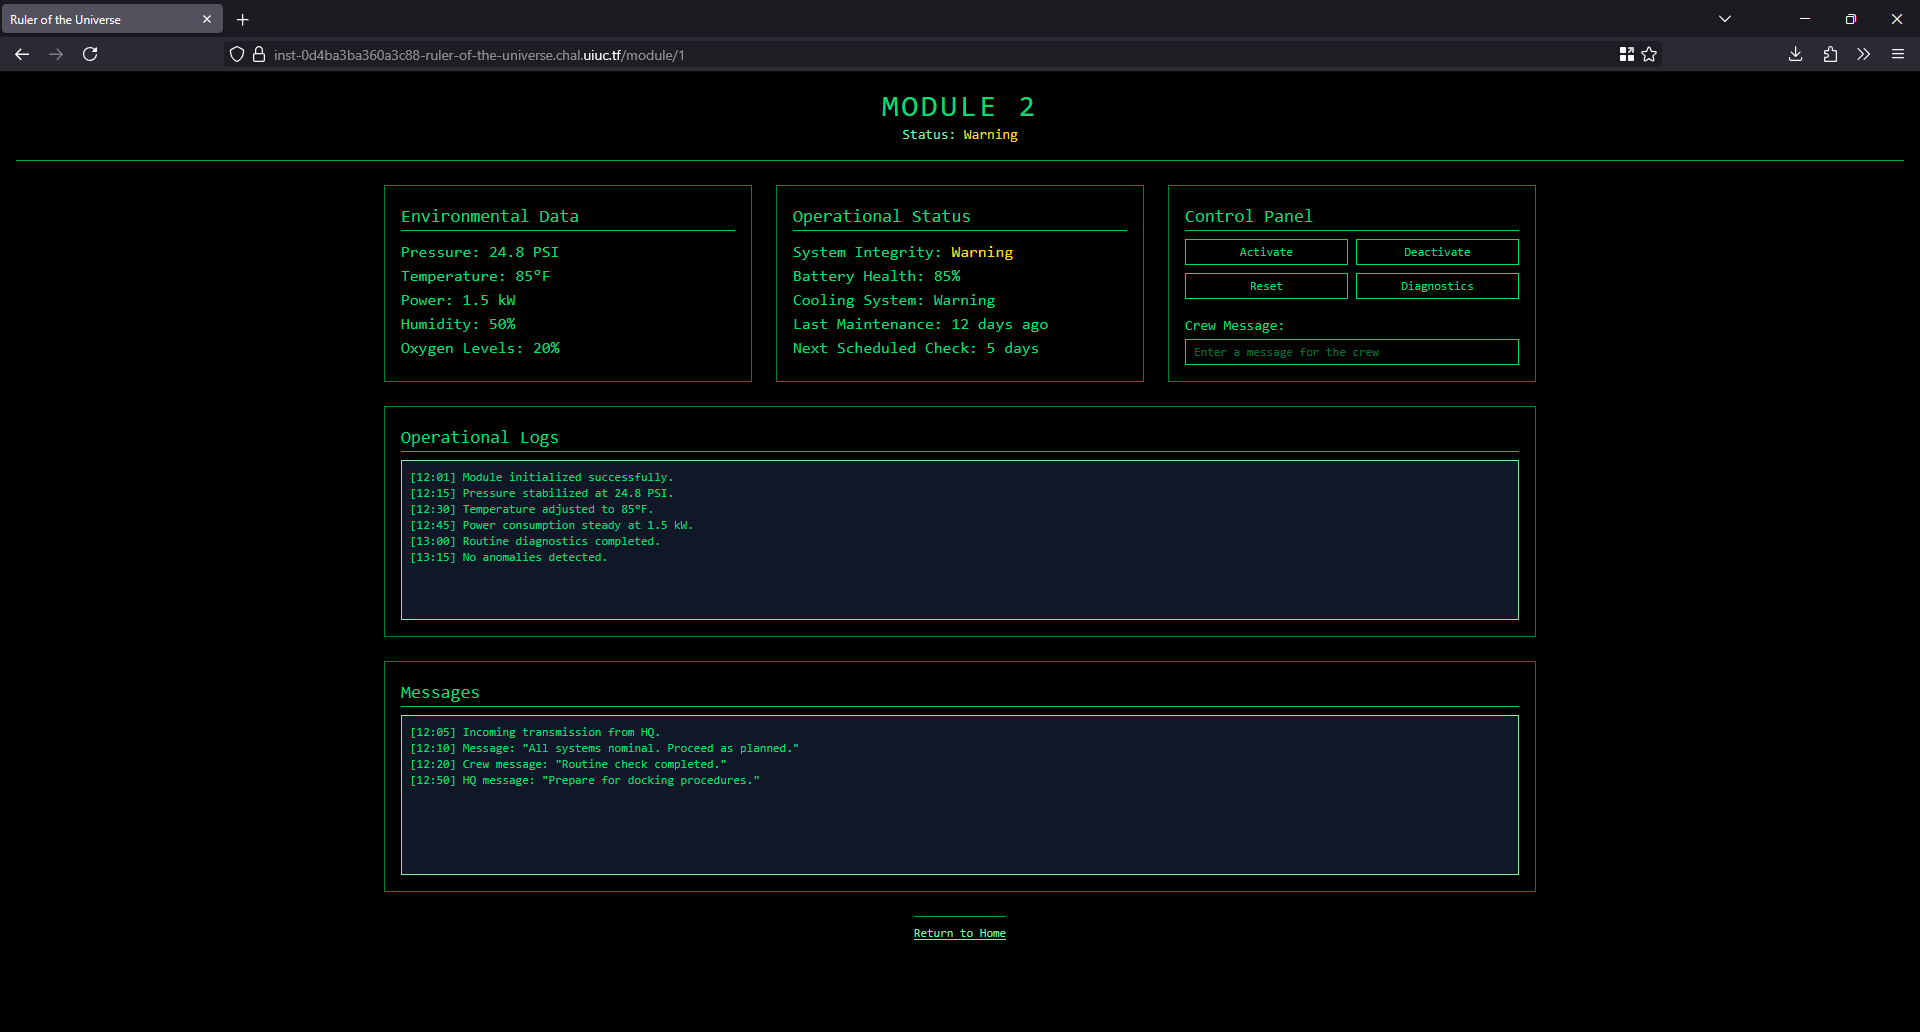 Ruler of the Universe
inst-0d4ba3ba360a3c88-ruler-of-the-universe.chal.uiuc.tf/module/1
MODULE 2
Status: Warning
Environmental Data
Pressure: 24.8 PSI
Temperature: 85°F
Power: 1.5 kW
Humidity: 50%
Oxygen Levels: 20%
Operational Status
System Integrity: Warning
Battery Health: 85%
Cooling System: Warning
Last Maintenance: 12 days ago
Next Scheduled Check: 5 days
Control Panel
Activate
Deactivate
Reset
Diagnostics
Crew Message:
Enter a message for the crew
Operational Logs
[12:01] Module initialized successfully.
[12:15] Pressure stabilized at 24.8 PSI.
[12:30] Temperature adjusted to 85°F.
[12:45] Power consumption steady at 1.5 kW.
[13:00] Routine diagnostics completed.
[13:15] No anomalies detected.
Messages
[12:05] Incoming transmission from HQ.
[12:10] Message: "All systems nominal. Proceed as planned."
[12:20] Crew message: "Routine check completed."
[12:50] HQ message: "Prepare for docking procedures."
Return to Home